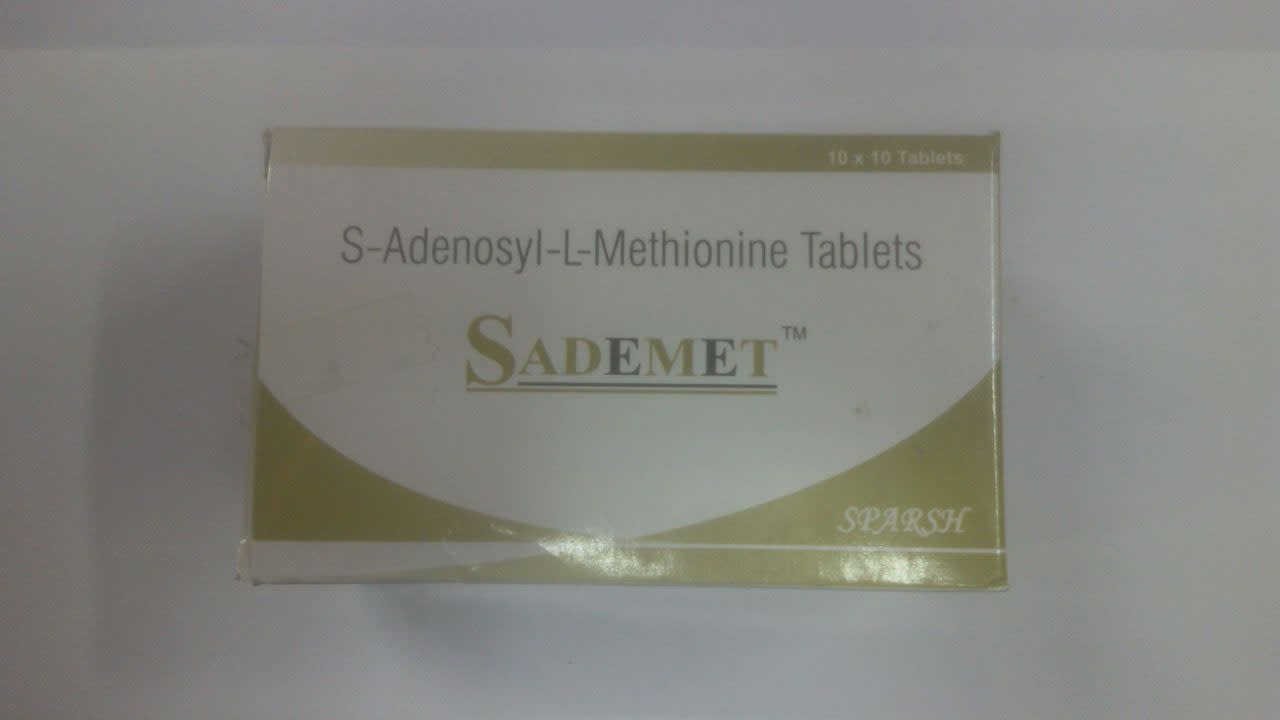 10 x 10 Tablets
S-Adenosyl-L-Methionine Tablets
SADEMET™
SPARSH